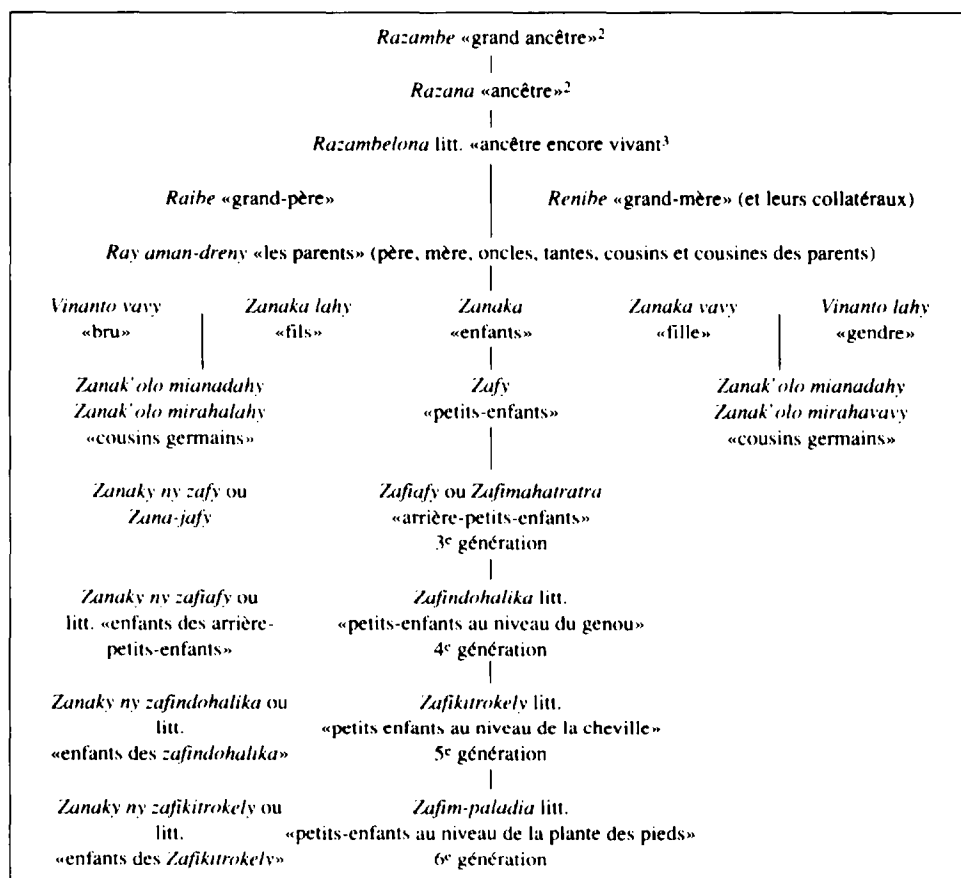 Razambe «grand ancêtre»²
Razana «ancêtre»²
Razambelona litt. «ancêtre encore vivant³
Raibe «grand-père» Renibe «grand-mère» (et leurs collatéraux)
Ray aman-dreny «les parents» (père, mère, oncles, tantes, cousins et cousines des parents)
Vinanto vavy Zanaka lahy Zanaka Zanaka vavy Vinanto lahy
«bru» «fils» «enfants» «fille» «gendre»
Zanak'olo mianadahy Zafy Zanak'olo mianadahy
Zanak'olo mirahalahy «petits-enfants» Zanak'olo mirahavavy
«cousins germains» «cousins germains»
Zanaky ny zafy ou Zafiafy ou Zafimahatratra
Zana-jafy «arrière-petits-enfants»
3e génération
Zanaky ny zafiafy ou Zafindohalika litt.
litt. «enfants des arrière- «petits-enfants au niveau du genou»
petits-enfants» 4e génération
Zanaky ny zafindohalika ou Zafikitrokely litt.
litt. «petits enfants au niveau de la cheville»
«enfants des zafindohalika» 5e génération
Zanaky ny zafikitrokely ou Zafim-paladia litt.
litt. «petits-enfants au niveau de la plante des pieds»
«enfants des Zafikitrokely» 6e génération